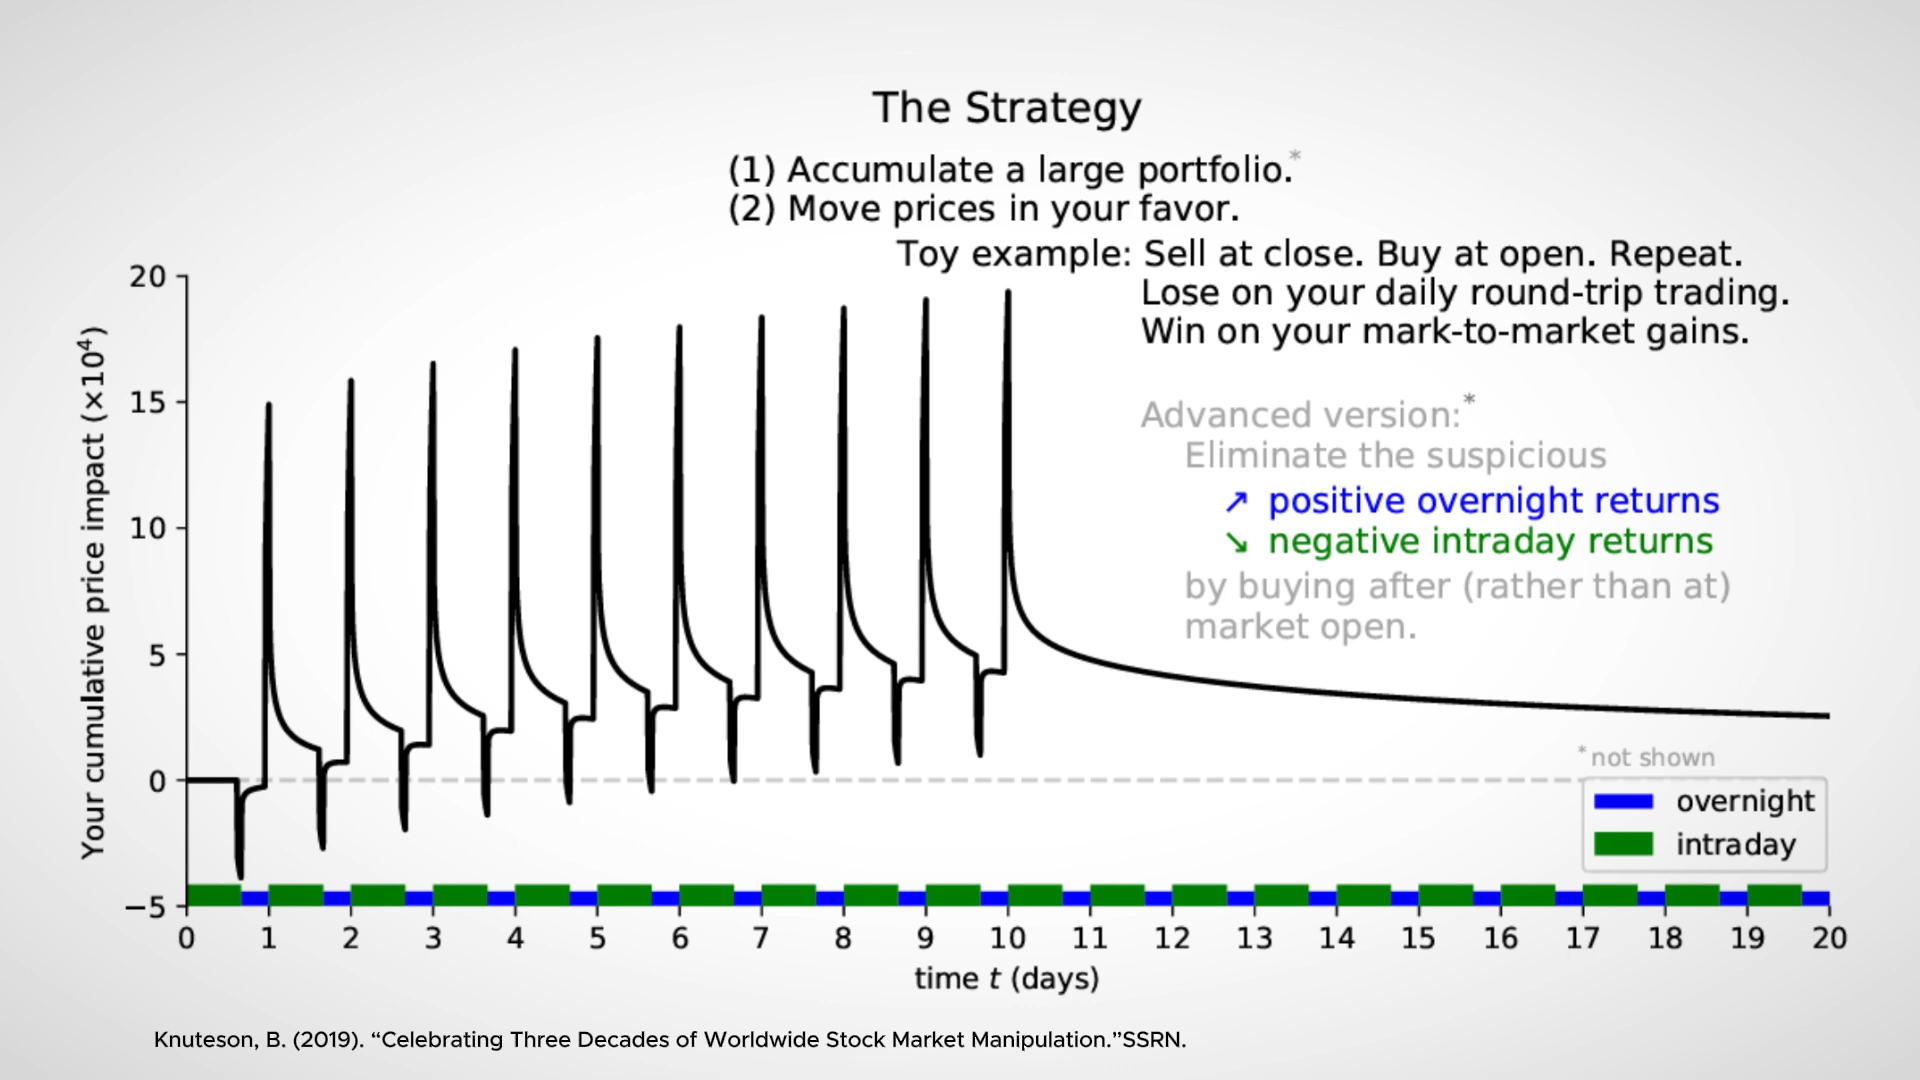 The Strategy
(1) Accumulate a large portfolio.*
(2) Move prices in your favor.
Toy example: Sell at close. Buy at open. Repeat.
Lose on your daily round-trip trading.
Win on your mark-to-market gains.
Advanced version:*
Eliminate the suspicious
↗ positive overnight returns
↘ negative intraday returns
by buying after (rather than at)
market open.
Your cumulative price impact (×10⁴)
20
15
10
5
0
−5
*not shown
overnight
intraday
0 1 2 3 4 5 6 7 8 9 10 11 12 13 14 15 16 17 18 19 20
time t (days)
Knuteson, B. (2019). “Celebrating Three Decades of Worldwide Stock Market Manipulation.”SSRN.